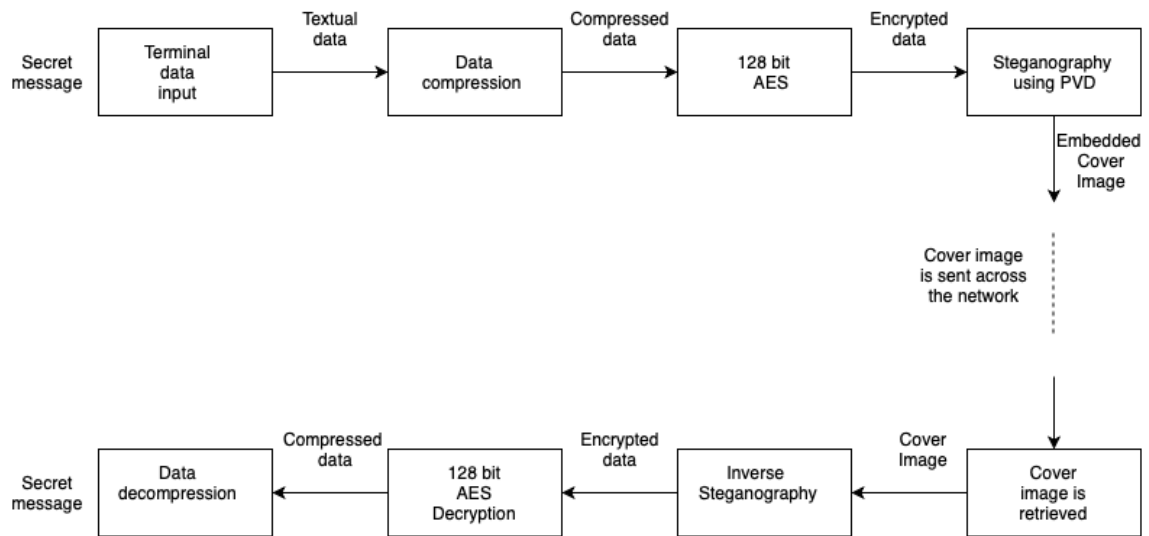 Secret
message
Terminal
data
input
Textual
data
Data
compression
Compressed
data
128 bit
AES
Encrypted
data
Steganography
using PVD
Embedded
Cover
Image
Cover image
is sent across
the network
Cover
image is
retrieved
Cover
Image
Inverse
Steganography
Encrypted
data
128 bit
AES
Decryption
Compressed
data
Data
decompression
Secret
message